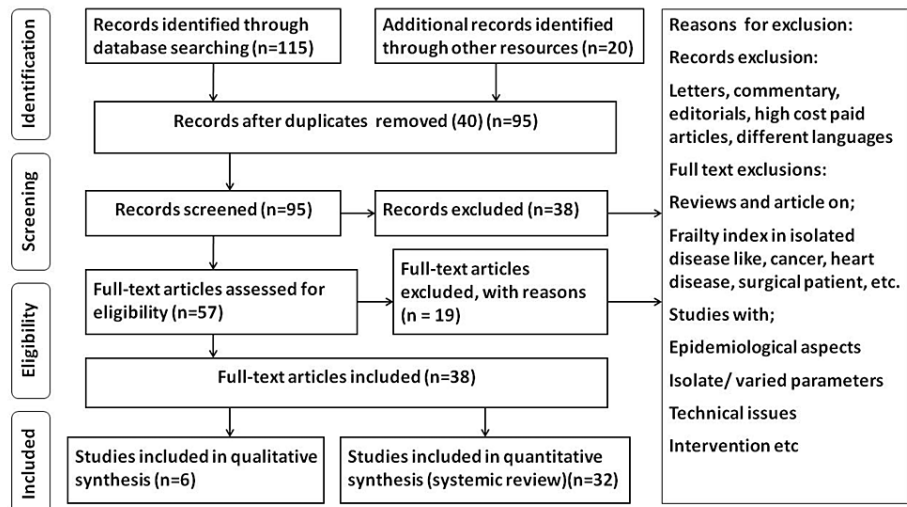 Identification
Records identified through
database searching (n=115)
Additional records identified
through other resources (n=20)
Records after duplicates removed (40) (n=95)
Screening
Records screened (n=95)
Records excluded (n=38)
Eligibility
Full-text articles assessed for
eligibility (n=57)
Full-text articles
excluded, with reasons
(n = 19)
Full-text articles included (n=38)
Included
Studies included in qualitative
synthesis (n=6)
Studies included in quantitative
synthesis (systemic review)(n=32)
Reasons for exclusion:
Records exclusion:
Letters, commentary,
editorials, high cost paid
articles, different languages
Full text exclusions:
Reviews and article on;
Frailty index in isolated
disease like, cancer, heart
disease, surgical patient, etc.
Studies with;
Epidemiological aspects
Isolate/ varied parameters
Technical issues
Intervention etc